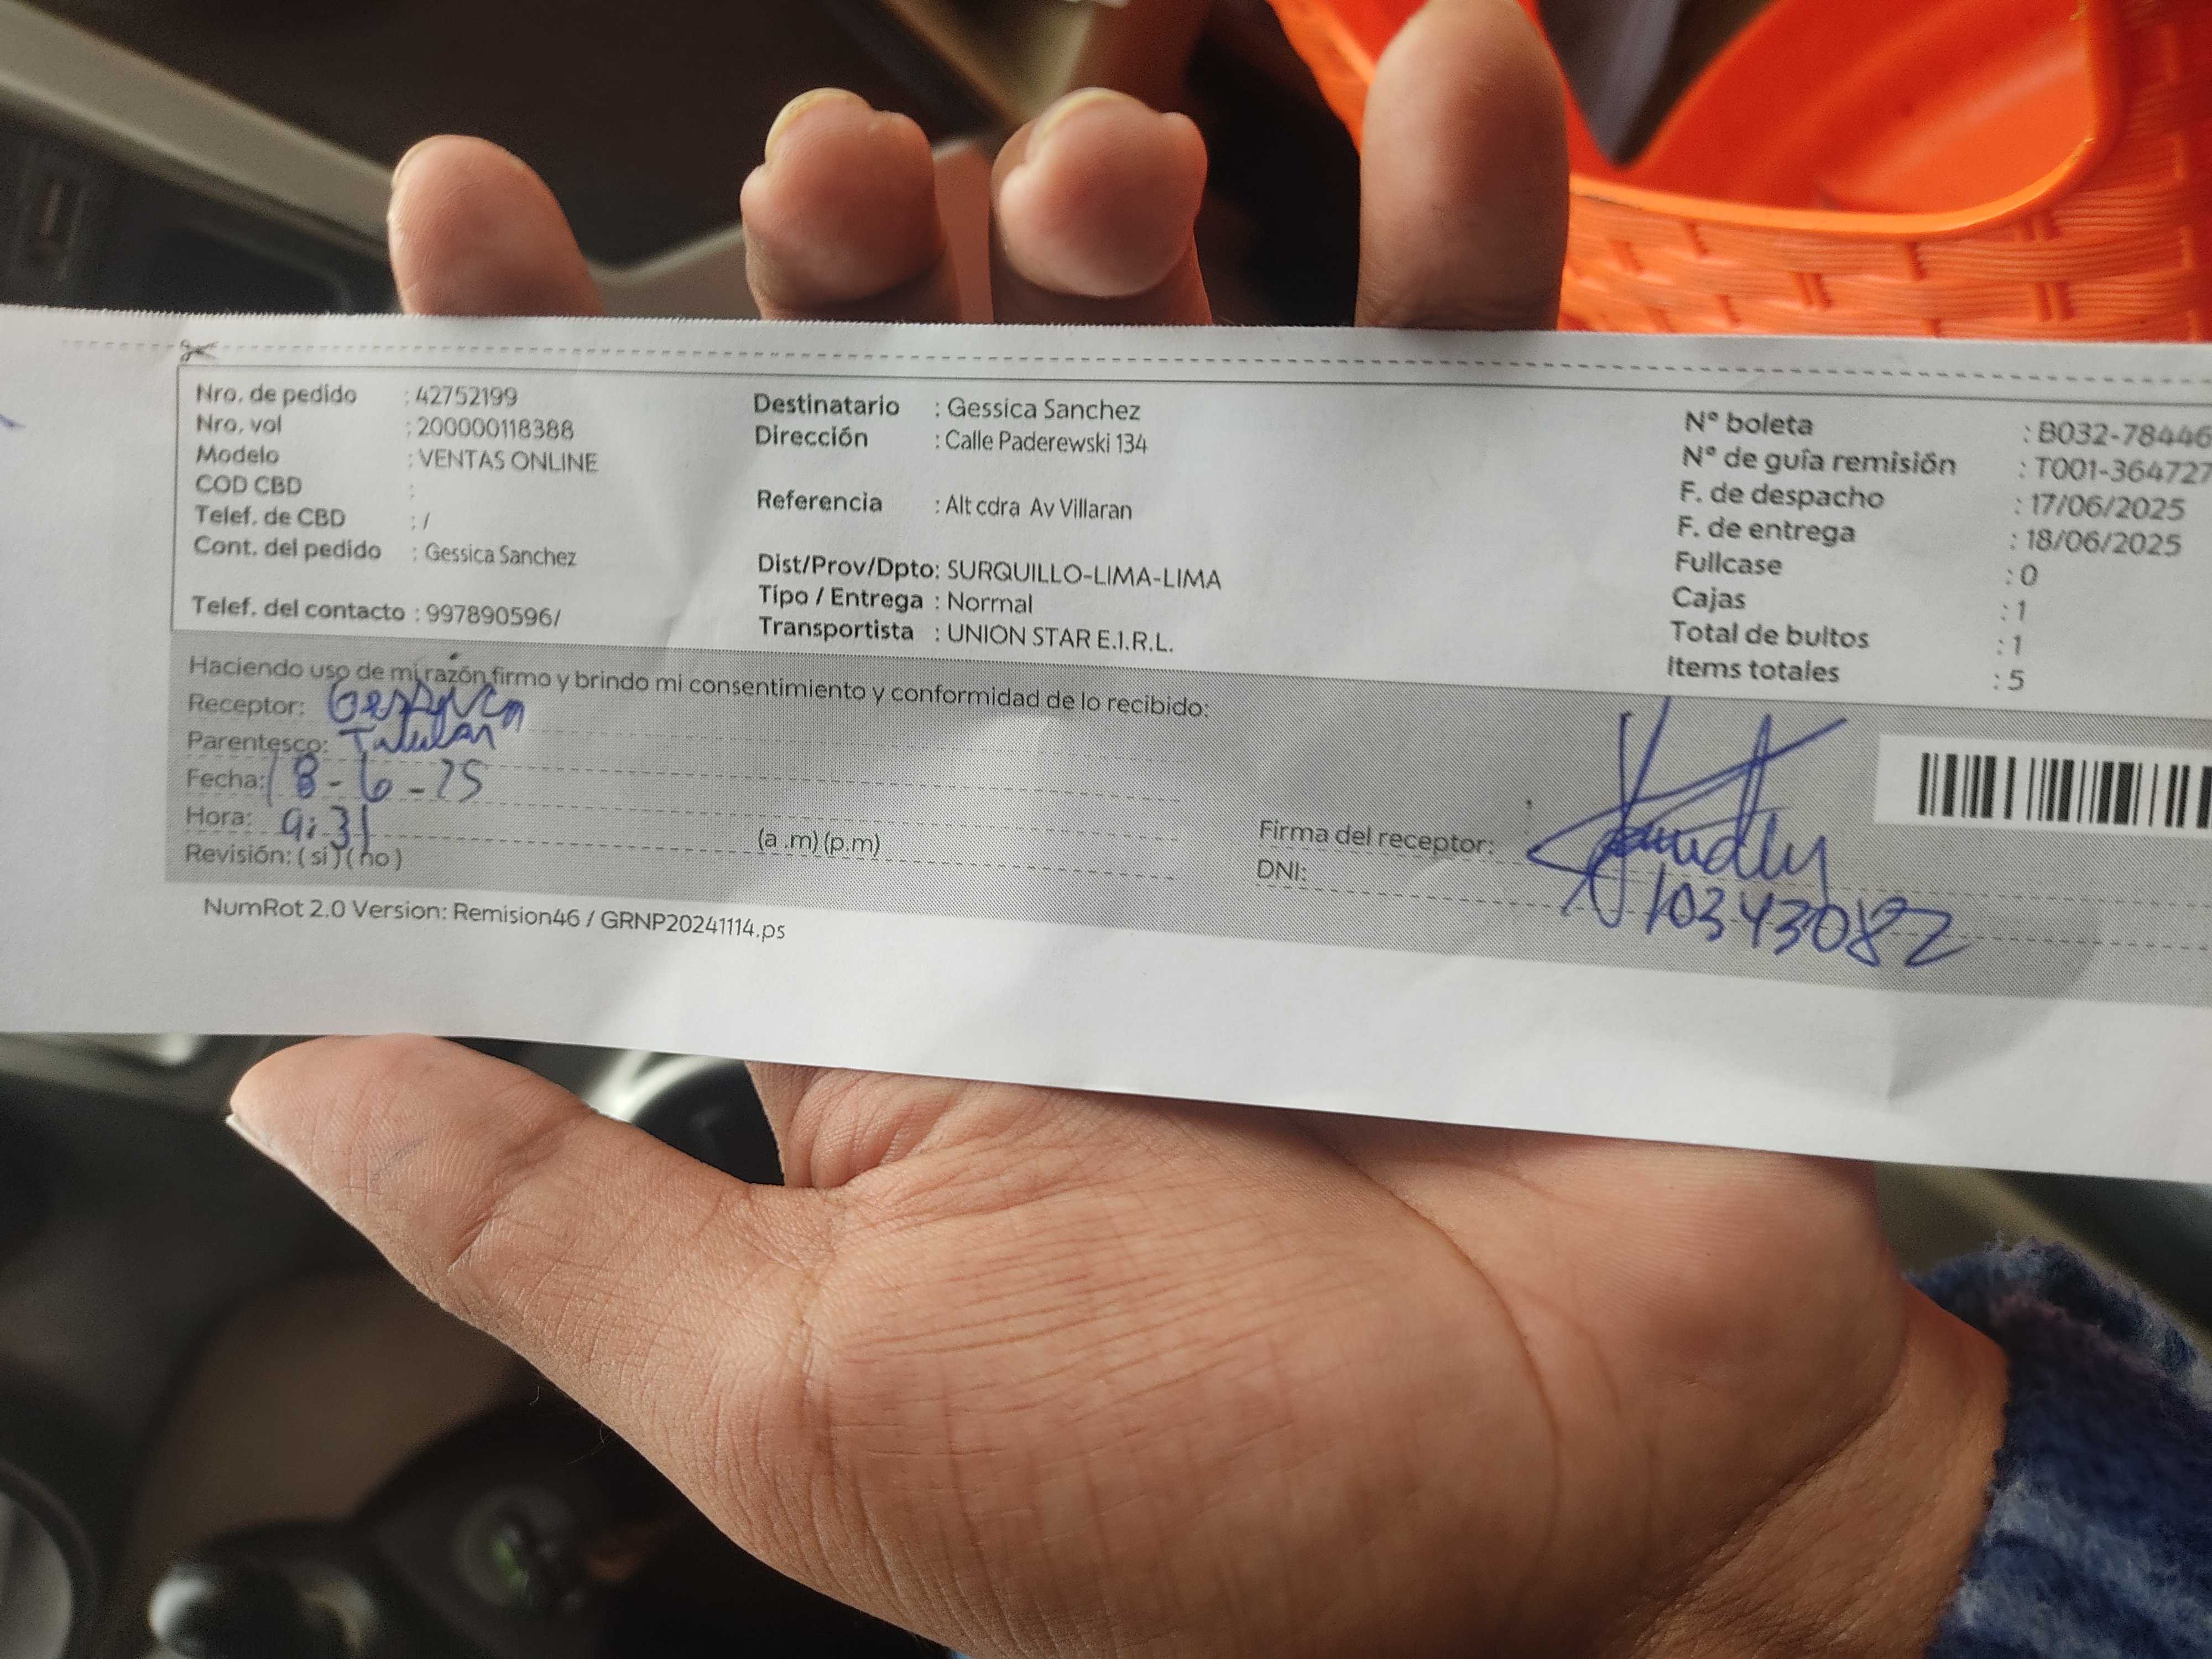 Nro. de pedido : 42752199
Nro. vol : 200000118388
Modelo : VENTAS ONLINE
COD CBD :
Telef. de CBD : /
Cont. del pedido : Gessica Sanchez
Telef. del contacto : 997890596/
Destinatario : Gessica Sanchez
Dirección : Calle Paderewski 134
Referencia : Alt cdra Av Villaran
Dist/Prov/Dpto: SURQUILLO-LIMA-LIMA
Tipo / Entrega : Normal
Transportista : UNION STAR E.I.R.L.
N° boleta : B032-78446
N° de guía remisión : T001-364727
F. de despacho : 17/06/2025
F. de entrega : 18/06/2025
Fullcase : 0
Cajas : 1
Total de bultos : 1
Items totales : 5
Haciendo uso de mi razón firmo y brindo mi consentimiento y conformidad de lo recibido:
Receptor: Gessica
Parentesco: Titular
Fecha: 18-6-25
Hora: 9:31 (a .m) (p.m)
Revisión: ( si ) ( no )
Firma del receptor:
DNI: 10343082
NumRot 2.0 Version: Remision46 / GRNP20241114.ps